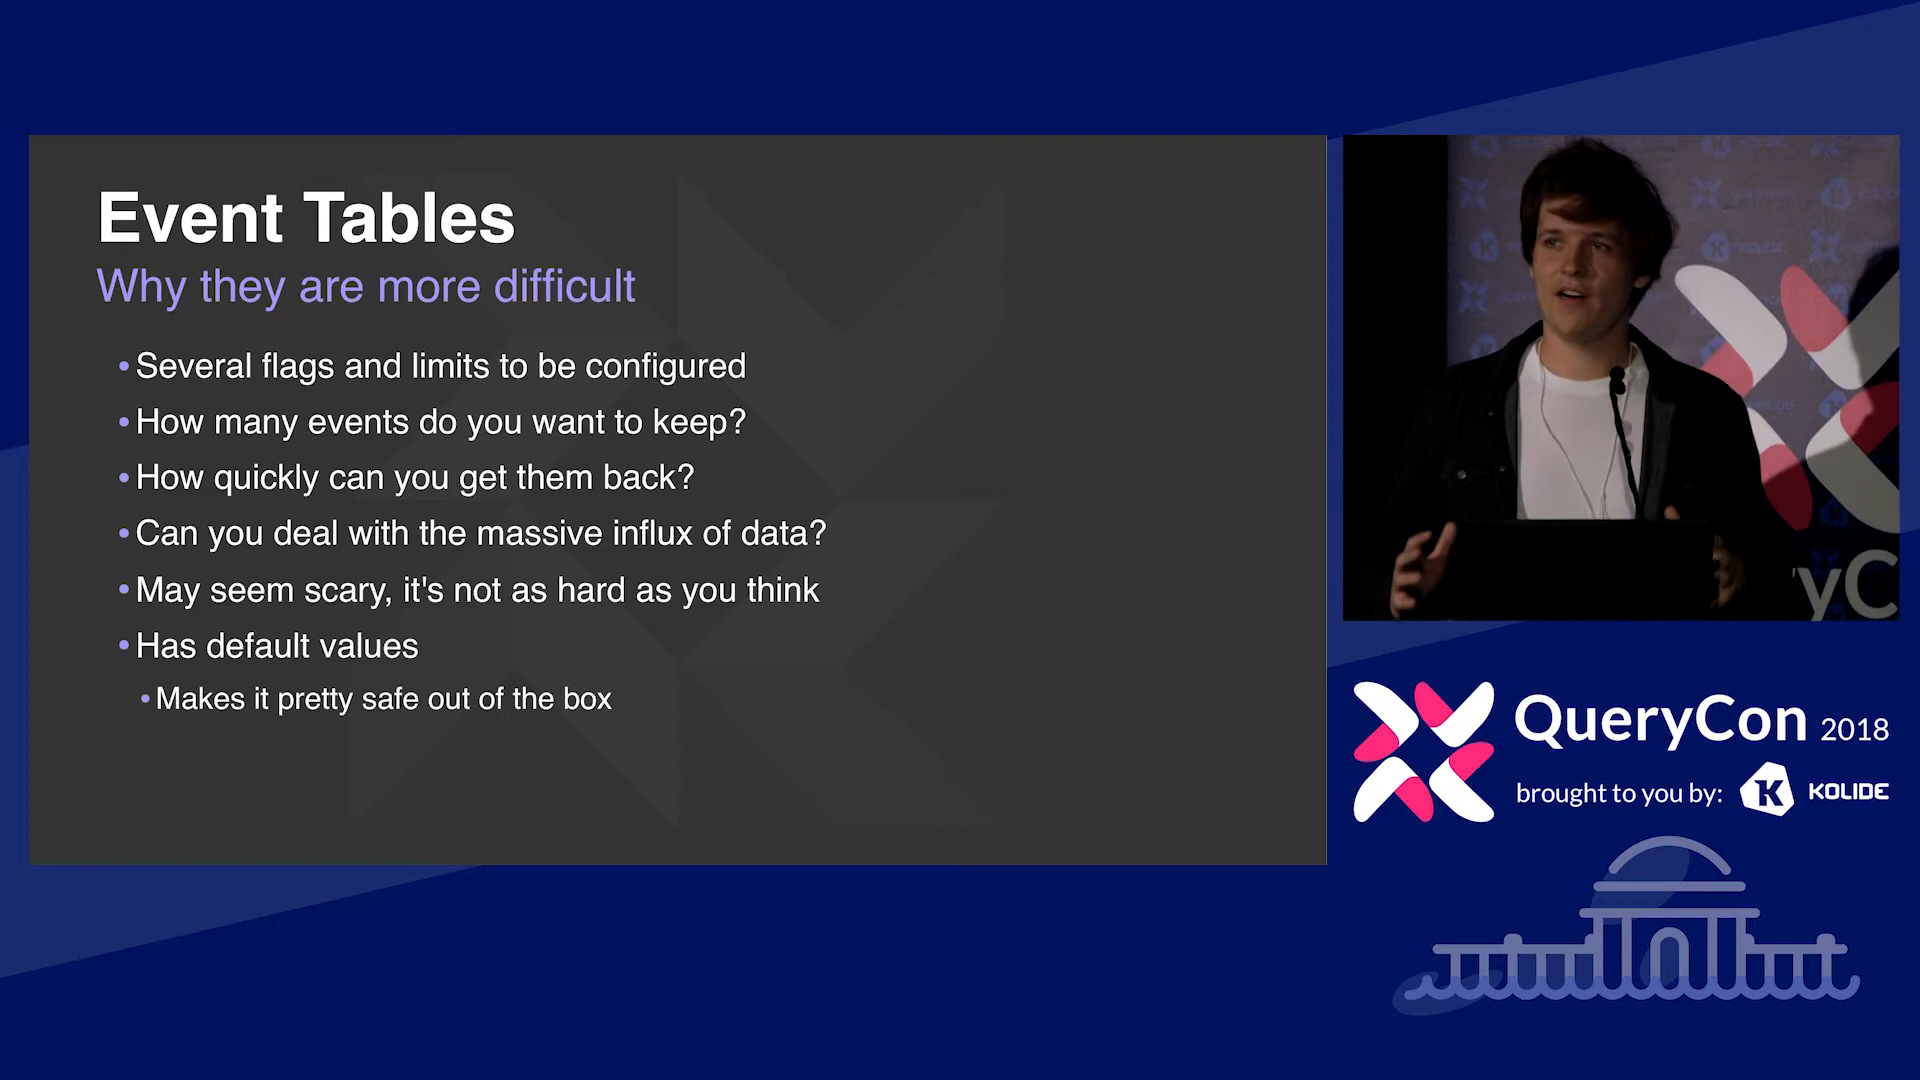 Event Tables
Why they are more difficult
• Several flags and limits to be configured
• How many events do you want to keep?
• How quickly can you get them back?
• Can you deal with the massive influx of data?
• May seem scary, it's not as hard as you think
• Has default values
• Makes it pretty safe out of the box
yC
QueryCon 2018
brought to you by: K KOLIDE